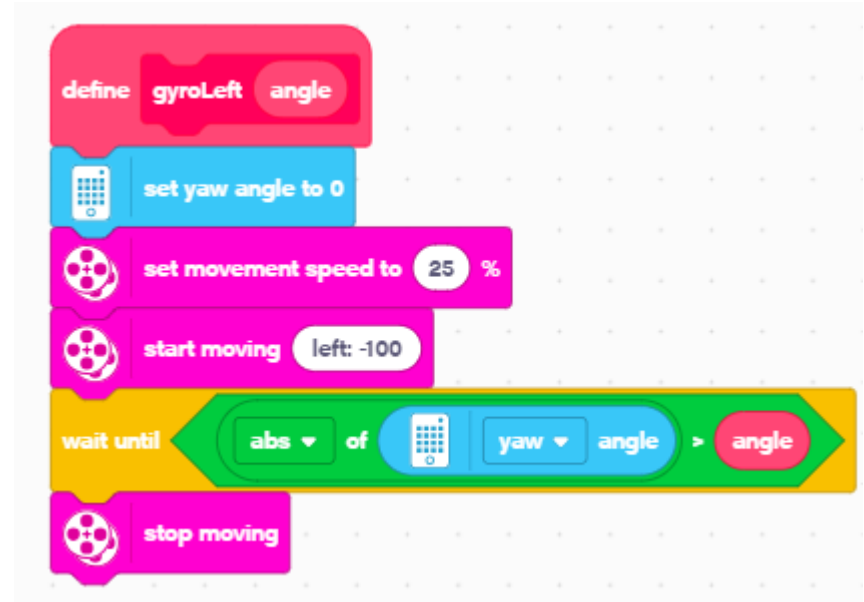 define gyroLeft angle
set yaw angle to 0
set movement speed to 25 %
start moving left: -100
wait until abs of yaw angle > angle
stop moving